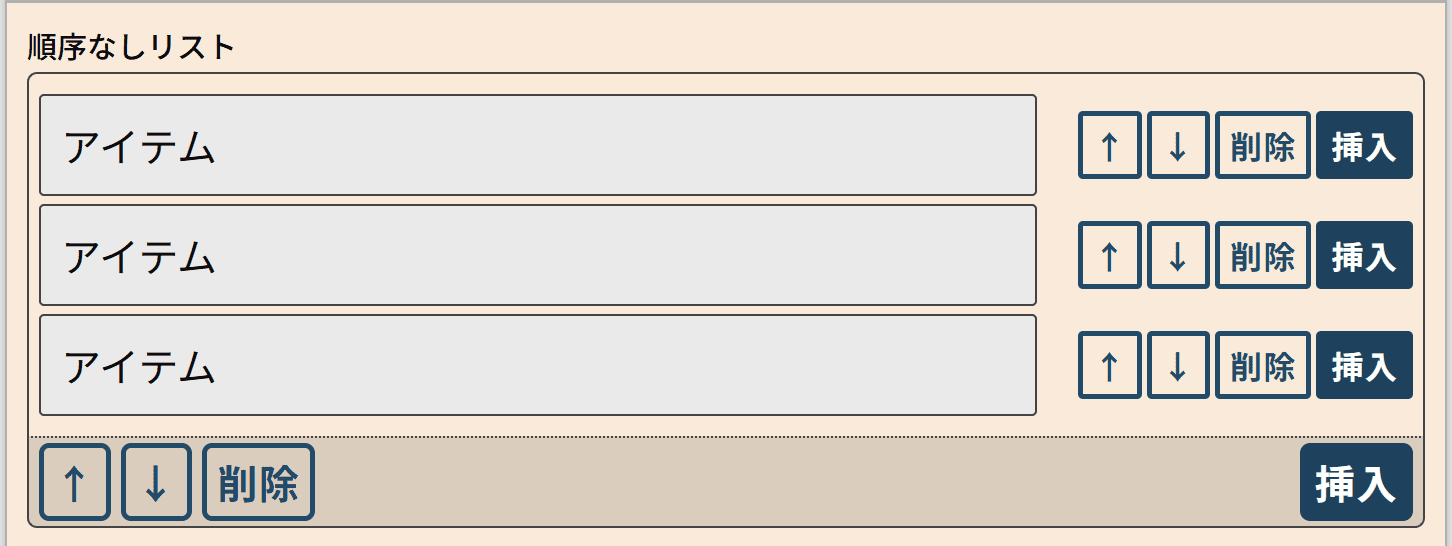 順序なしリスト
アイテム ↑ ↓ 削除 挿入
アイテム ↑ ↓ 削除 挿入
アイテム ↑ ↓ 削除 挿入
↑ ↓ 削除 挿入